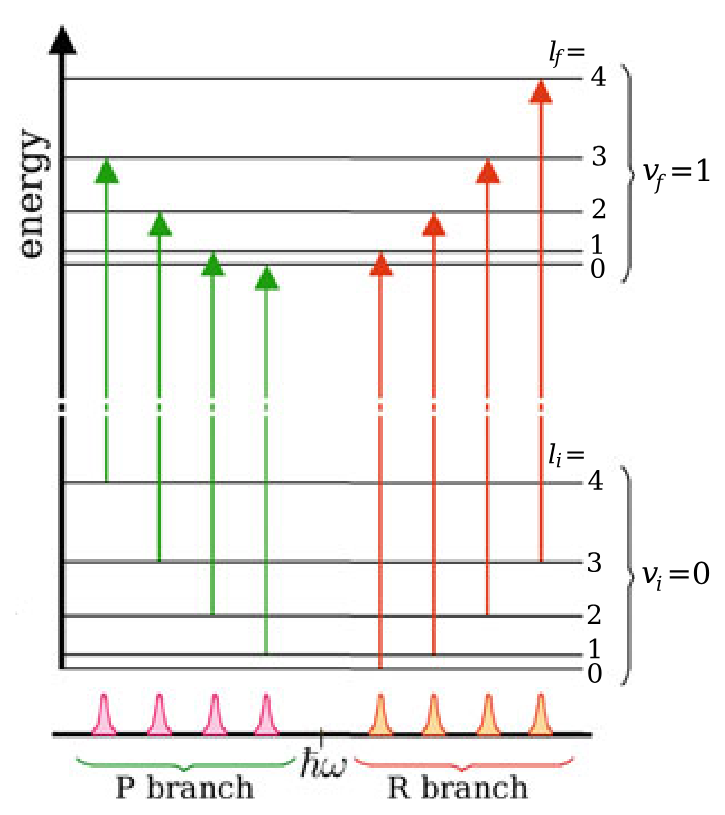 l_f=
4
3
v_f=1
2
1
0
energy
l_i=
4
3
v_i=0
2
1
0
ħω
P branch
R branch